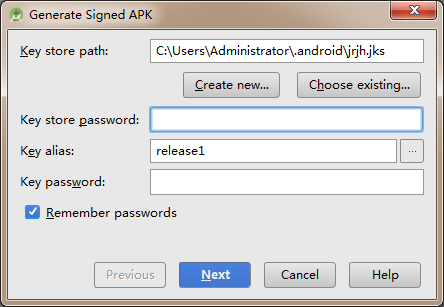 Generate Signed APK
Key store path:
C:\Users\Administrator\.android\jrjh.jks
Create new...
Choose existing...
Key store password:
Key alias:
release1
...
Key password:
Remember passwords
Previous
Next
Cancel
Help